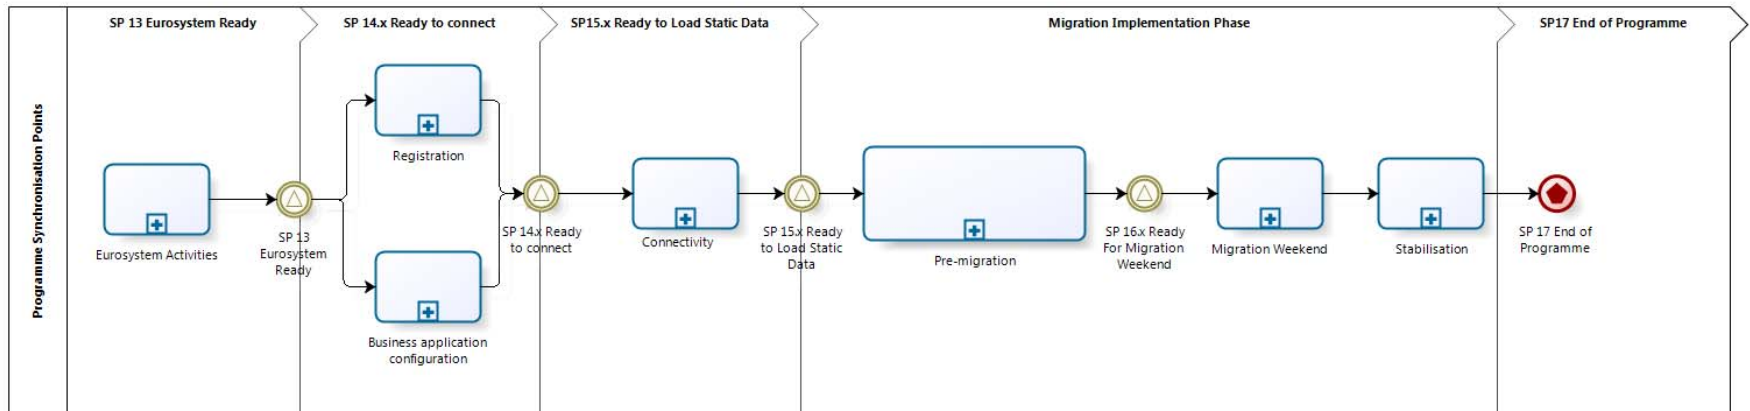 SP 13 Eurosystem Ready
SP 14.x Ready to connect
SP15.x Ready to Load Static Data
Migration Implementation Phase
SP17 End of Programme
Programme Synchronisation Points
Eurosystem Activities
SP 13
Eurosystem
Ready
Registration
Business application
configuration
SP 14.x Ready
to connect
Connectivity
SP 15.x Ready
to Load Static
Data
Pre-migration
SP 16.x Ready
For Migration
Weekend
Migration Weekend
Stabilisation
SP 17 End of
Programme